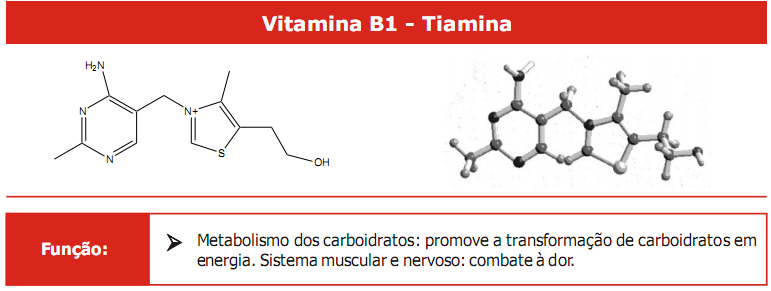 Vitamina B1 - Tiamina
H₂N
N
N
N+
S
OH
Função:
➤ Metabolismo dos carboidratos: promove a transformação de carboidratos em
energia. Sistema muscular e nervoso: combate à dor.